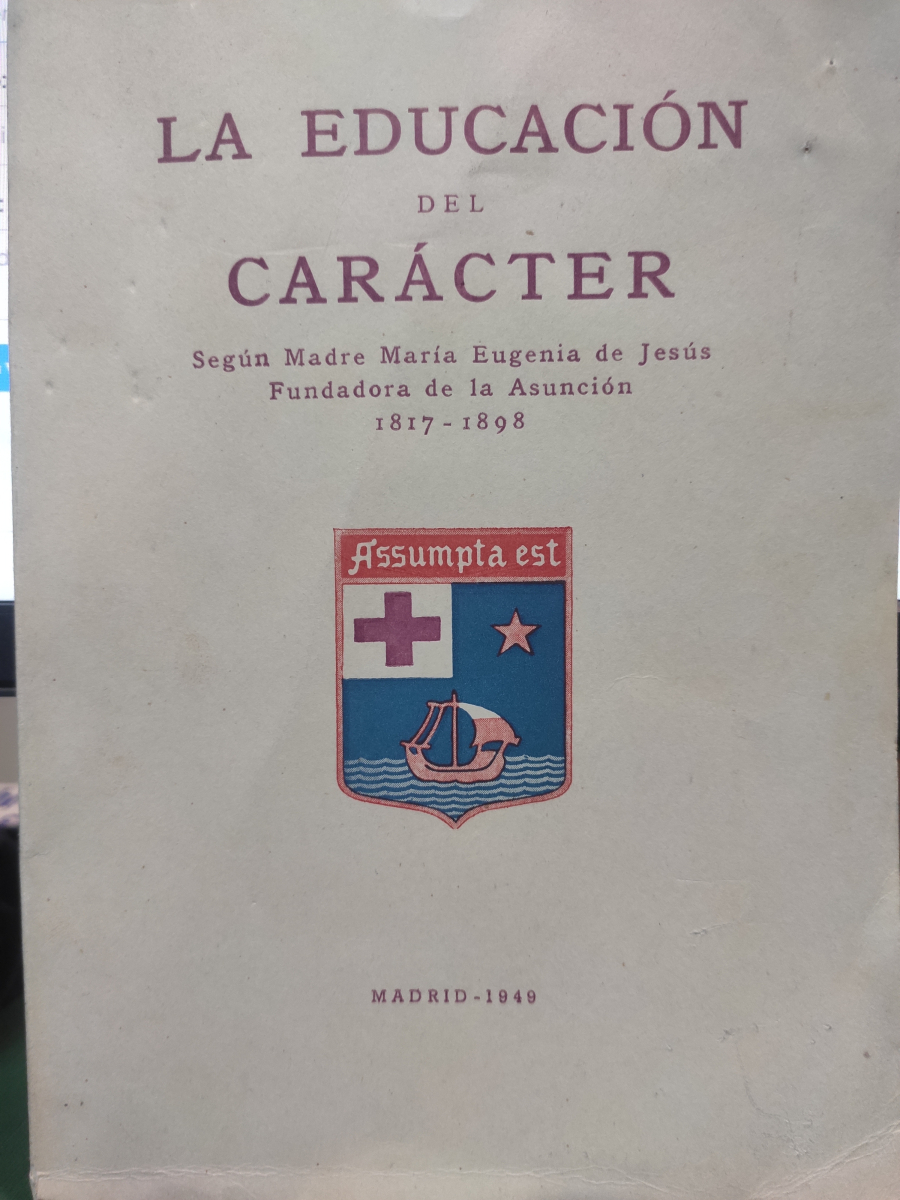 LA EDUCACIÓN
DEL
CARÁCTER
Según Madre María Eugenia de Jesús
Fundadora de la Asunción
1817 - 1898
Assumpta est
MADRID - 1949